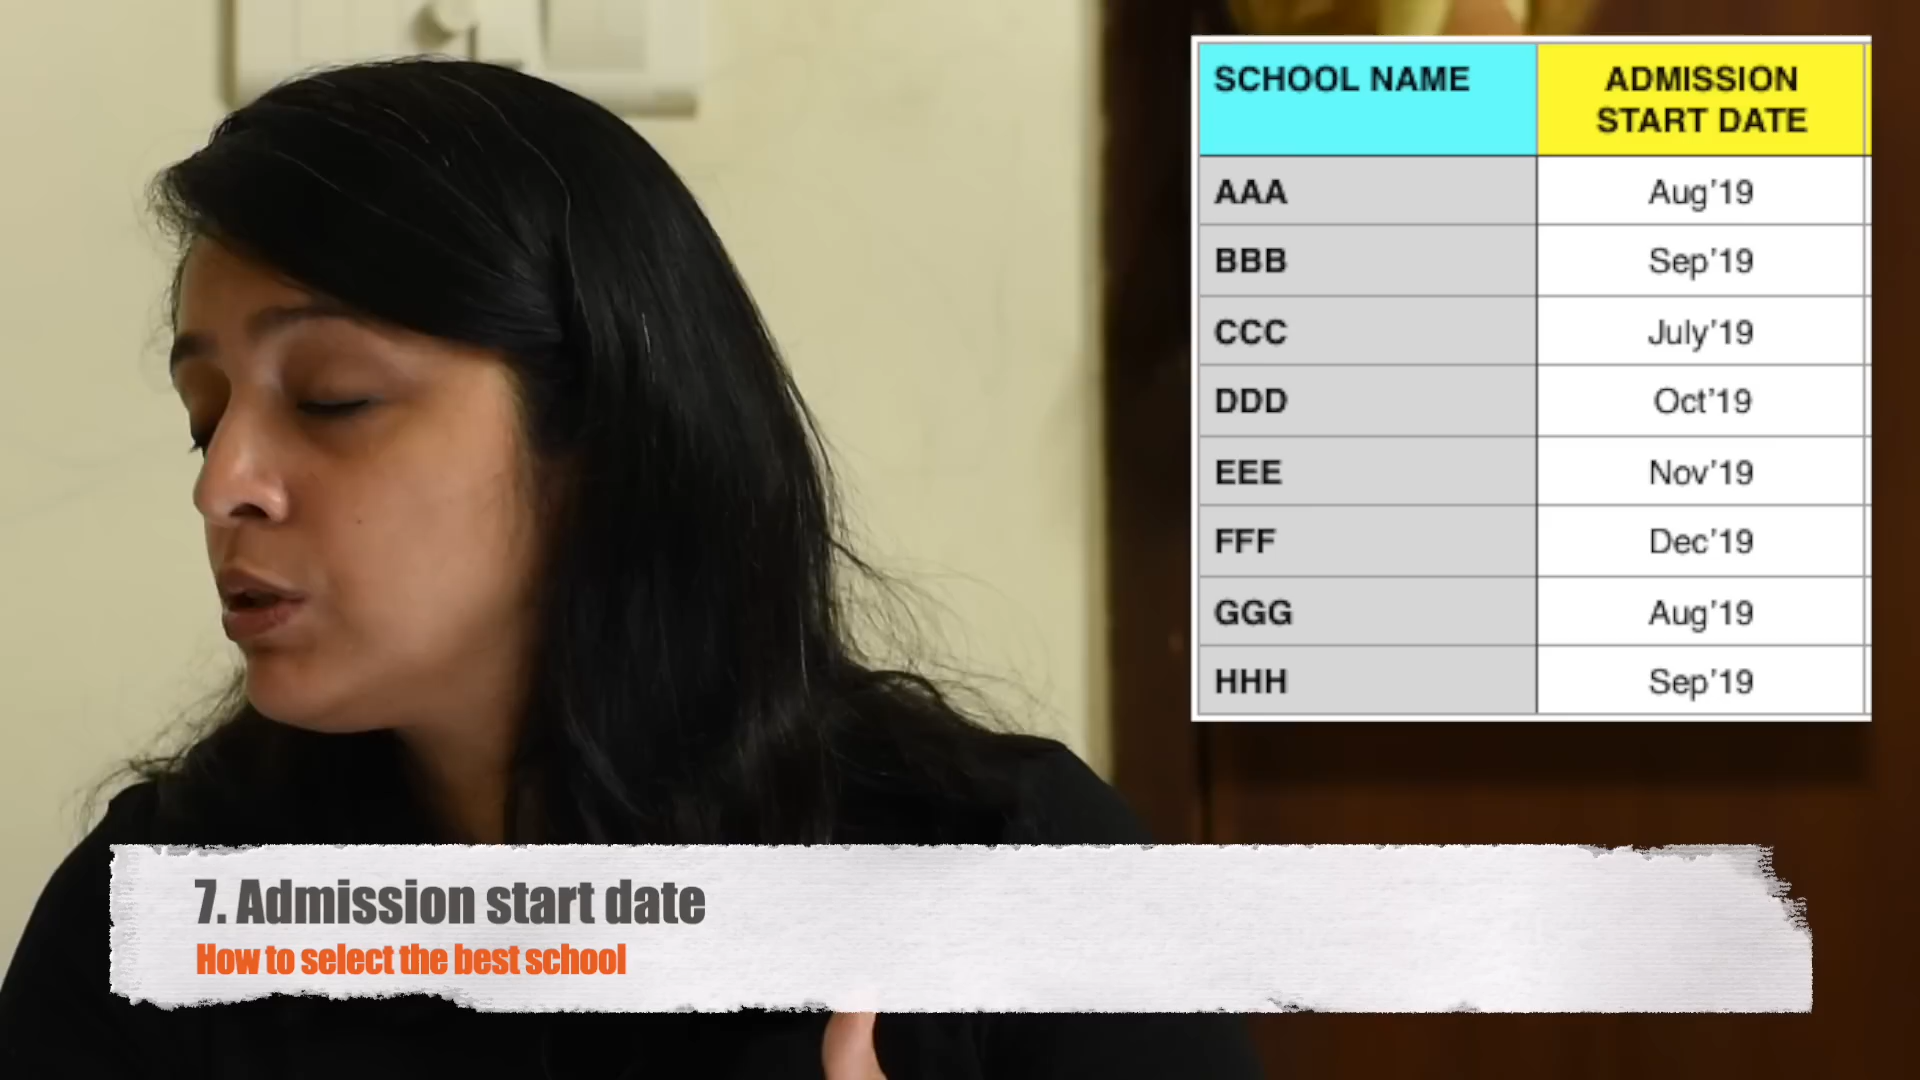 SCHOOL NAME
ADMISSION
START DATE
AAA
Aug'19
BBB
Sep'19
CCC
July'19
DDD
Oct'19
EEE
Nov'19
FFF
Dec'19
GGG
Aug'19
HHH
Sep'19
7. Admission start date
How to select the best school